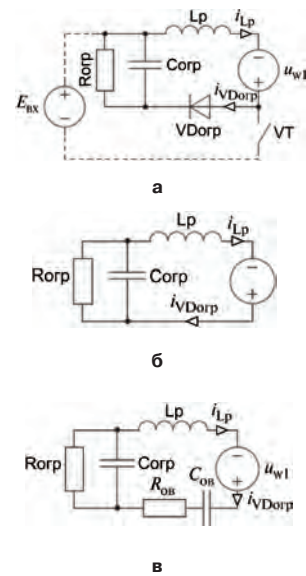 Lp
iLp
Rогр
Cогр
uw1
Eвх
iVDогр
VDогр
VT
а
Lp
iLp
Rогр
Cогр
iVDогр
б
Lp
iLp
Rогр
Cогр
Rов
Cов
uw1
iVDогр
в